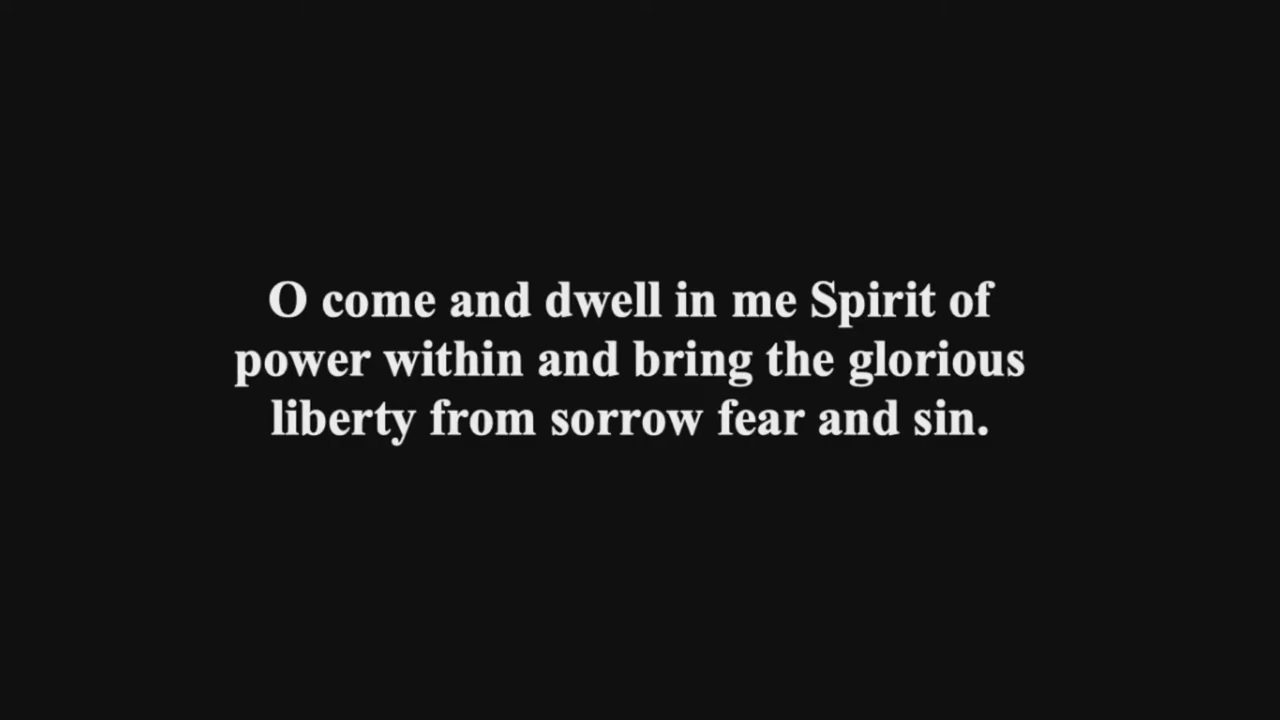 O come and dwell in me Spirit of
power within and bring the glorious
liberty from sorrow fear and sin.